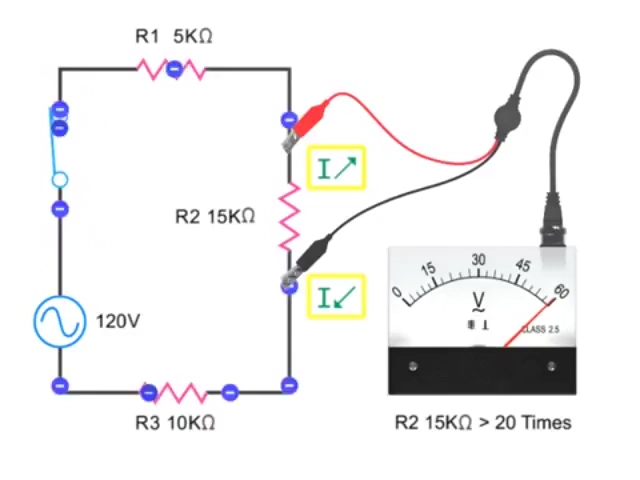 R1 5KΩ
I↗
R2 15KΩ
I↙
120V
R3 10KΩ
0 15 30 45 60
V
~
CLASS 2.5
R2 15KΩ > 20 Times